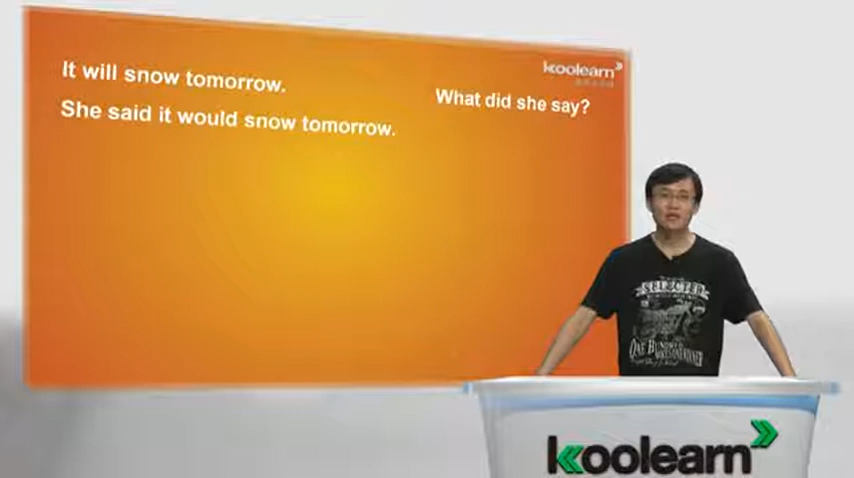 It will snow tomorrow.
She said it would snow tomorrow.
What did she say?
koolearn
SELECTED
ONE HUNDRED
koolearn